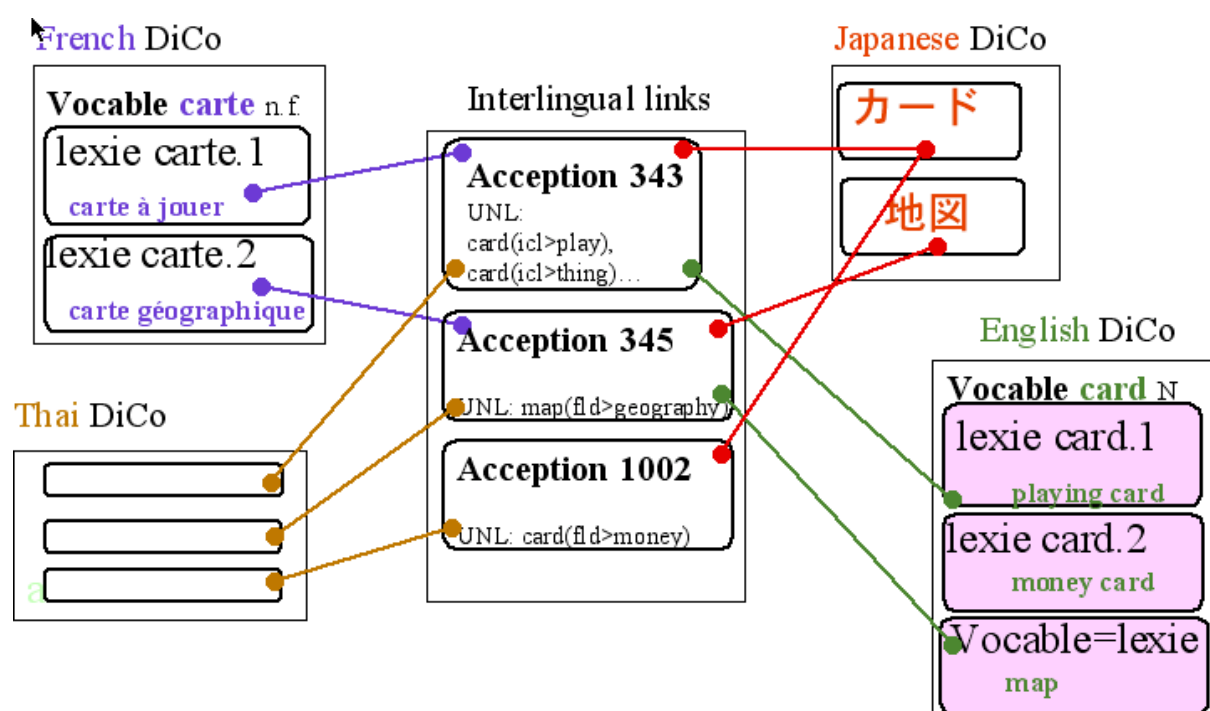 French DiCo
Vocable carte n.f.
lexie carte.1
carte à jouer
lexie carte.2
carte géographique
Thai DiCo
a
Interlingual links
Acception 343
UNL:
card(icl>play),
card(icl>thing)...
Acception 345
UNL: map(fld>geography)
Acception 1002
UNL: card(fld>money)
Japanese DiCo
カード
地図
English DiCo
Vocable card N
lexie card.1
playing card
lexie card.2
money card
Vocable=lexie
map